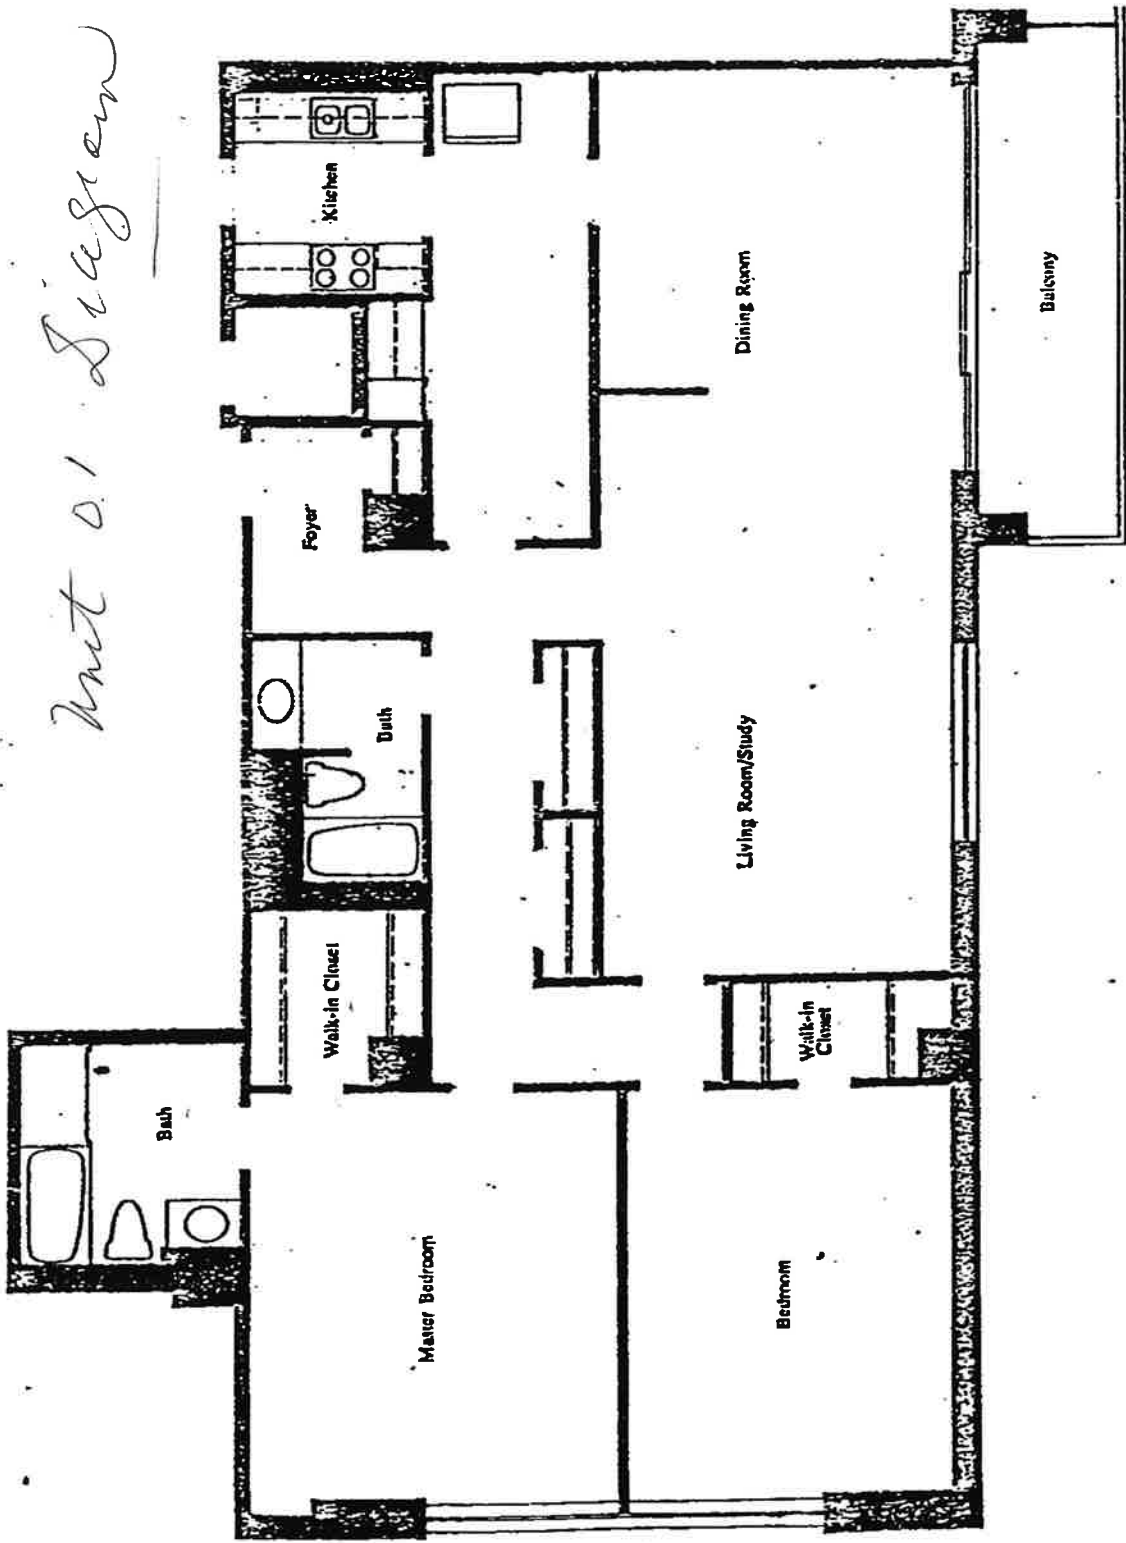 Unit 01 Diagram
Kitchen
Foyer
Dining Room
Balcony
Bath
Living Room/Study
Walk-in Closet
Walk-in
Closet
Bath
Master Bedroom
Bedroom